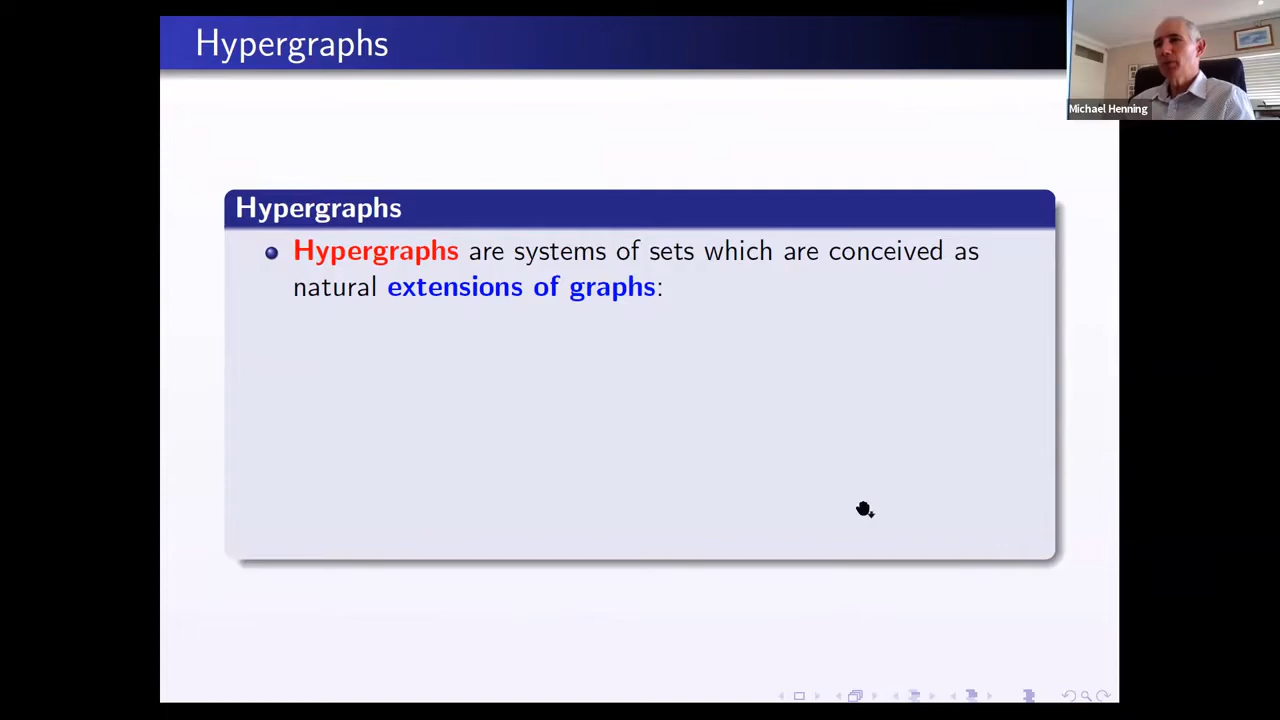 Hypergraphs
Michael Henning
Hypergraphs
Hypergraphs are systems of sets which are conceived as
natural extensions of graphs: